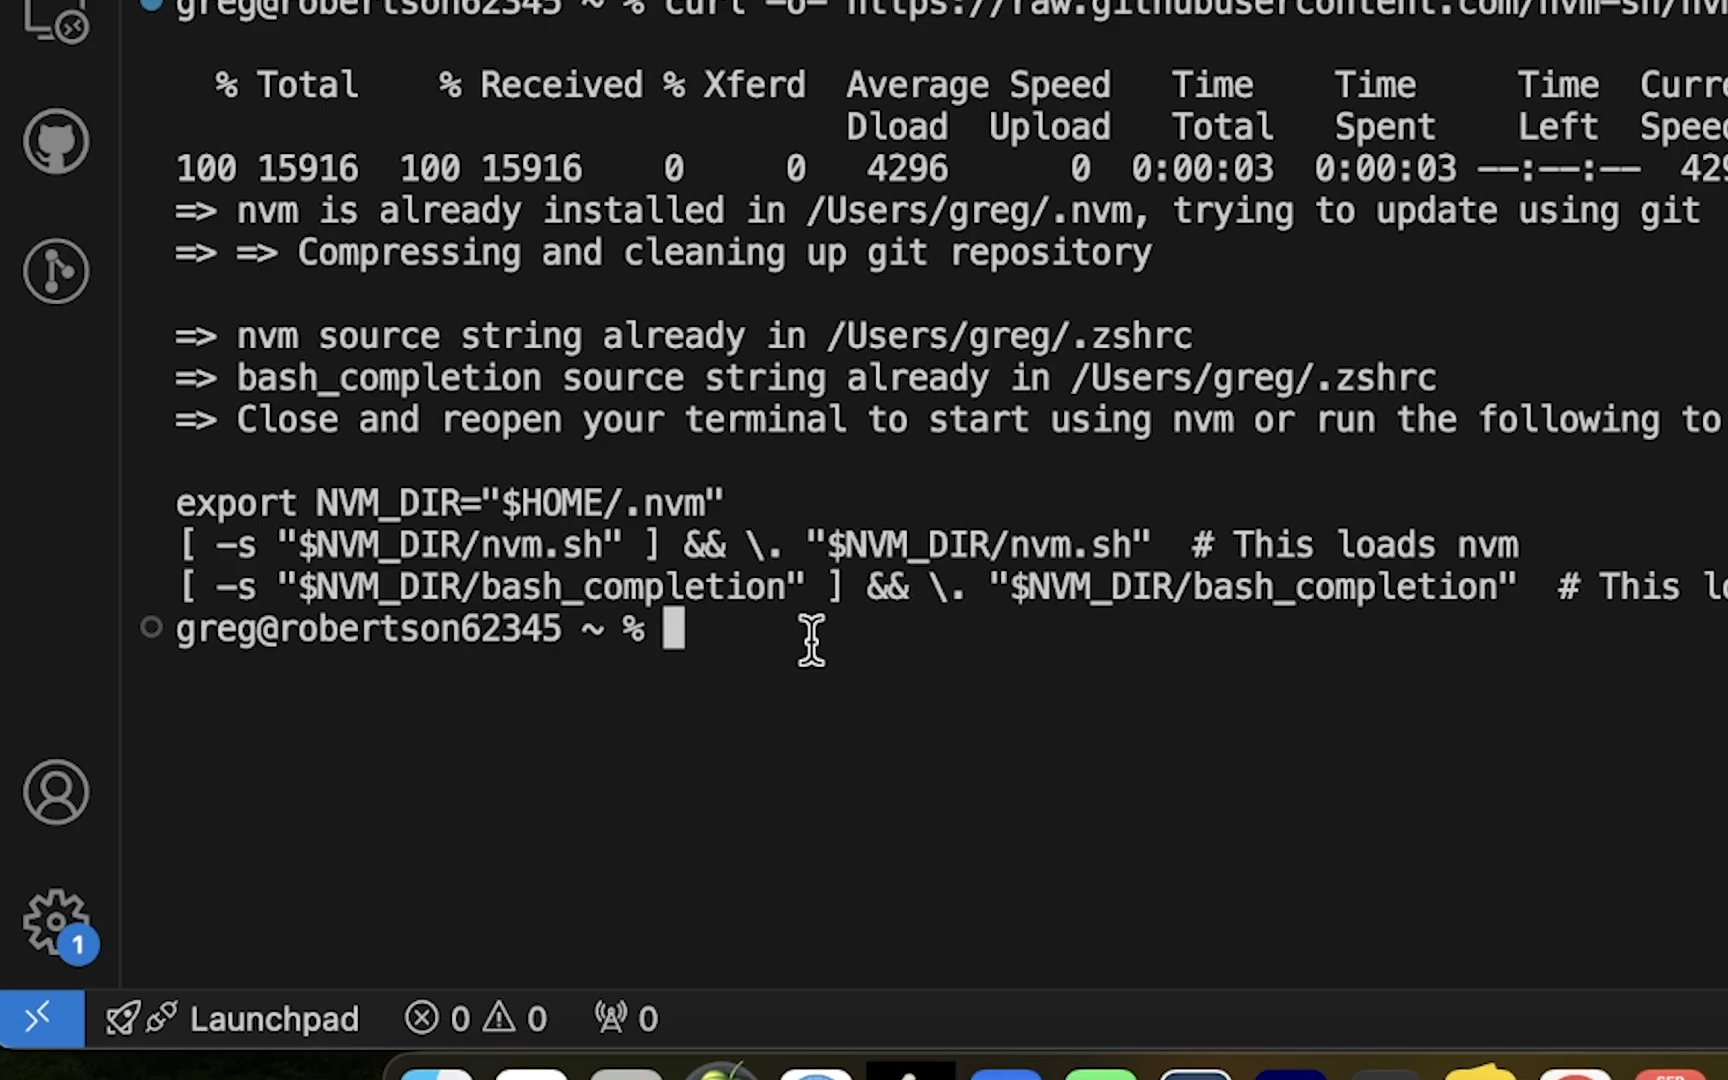 greg@robertson62345 ~ % curl -o- https://raw.githubusercontent.com/nvm-sh/nv
% Total % Received % Xferd Average Speed Time Time Time Curre
Dload Upload Total Spent Left Speed
100 15916 100 15916 0 0 4296 0 0:00:03 0:00:03 --:--:-- 429
=> nvm is already installed in /Users/greg/.nvm, trying to update using git
=> => Compressing and cleaning up git repository
=> nvm source string already in /Users/greg/.zshrc
=> bash_completion source string already in /Users/greg/.zshrc
=> Close and reopen your terminal to start using nvm or run the following to
export NVM_DIR="$HOME/.nvm"
[ -s "$NVM_DIR/nvm.sh" ] && \. "$NVM_DIR/nvm.sh" # This loads nvm
[ -s "$NVM_DIR/bash_completion" ] && \. "$NVM_DIR/bash_completion" # This lo
greg@robertson62345 ~ %
1
Launchpad 0 0 0